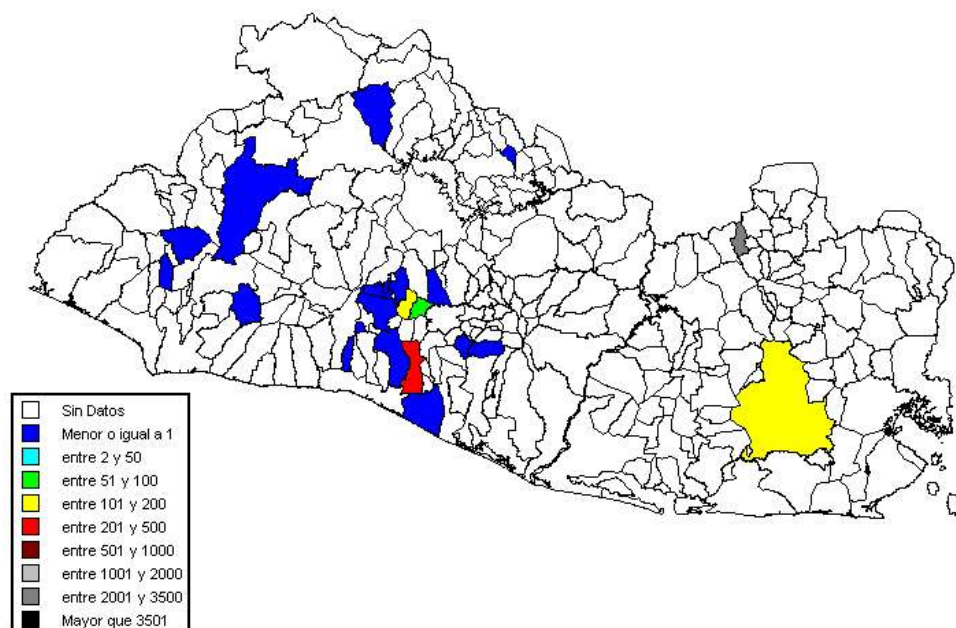 Sin Datos
Menor o igual a 1
entre 2 y 50
entre 51 y 100
entre 101 y 200
entre 201 y 500
entre 501 y 1000
entre 1001 y 2000
entre 2001 y 3500
Mayor que 3501